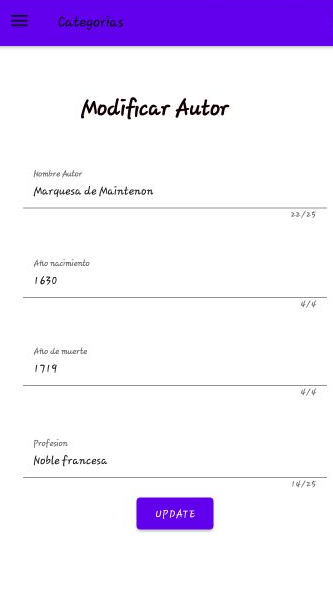 Categorias
Modificar Autor
Nombre Autor
Marquesa de Maintenon
22/25
Año nacimiento
1630
4/4
Año de muerte
1719
4/4
Profesion
Noble francesa
14/25
UPDATE